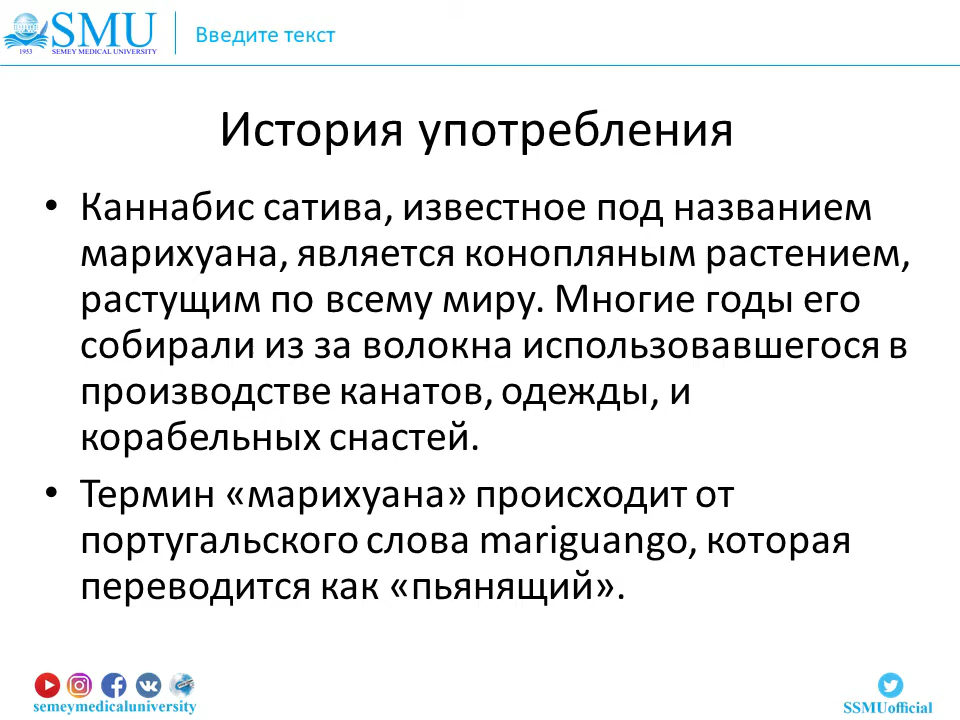 SMU
1953 SEMEY MEDICAL UNIVERSITY
Введите текст
История употребления
• Каннабис сатива, известное под названием
марихуана, является конопляным растением,
растущим по всему миру. Многие годы его
собирали из за волокна использовавшегося в
производстве канатов, одежды, и
корабельных снастей.
• Термин «марихуана» происходит от
португальского слова mariguango, которая
переводится как «пьянящий».
semeymedicaluniversity
SSMUofficial